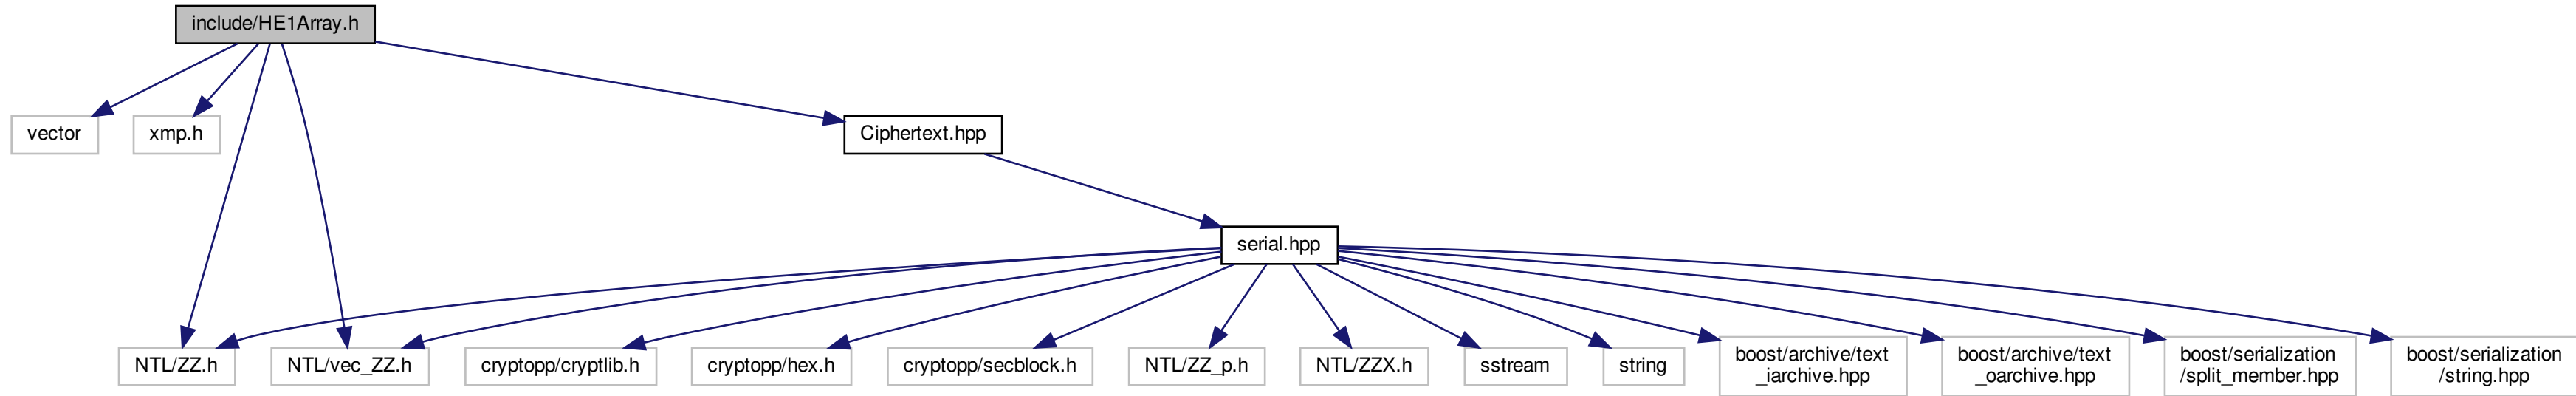 include/HE1Array.h
vector
xmp.h
Ciphertext.hpp
serial.hpp
NTL/ZZ.h
NTL/vec_ZZ.h
cryptopp/cryptlib.h
cryptopp/hex.h
cryptopp/secblock.h
NTL/ZZ_p.h
NTL/ZZX.h
sstream
string
boost/archive/text
_iarchive.hpp
boost/archive/text
_oarchive.hpp
boost/serialization
/split_member.hpp
boost/serialization
/string.hpp